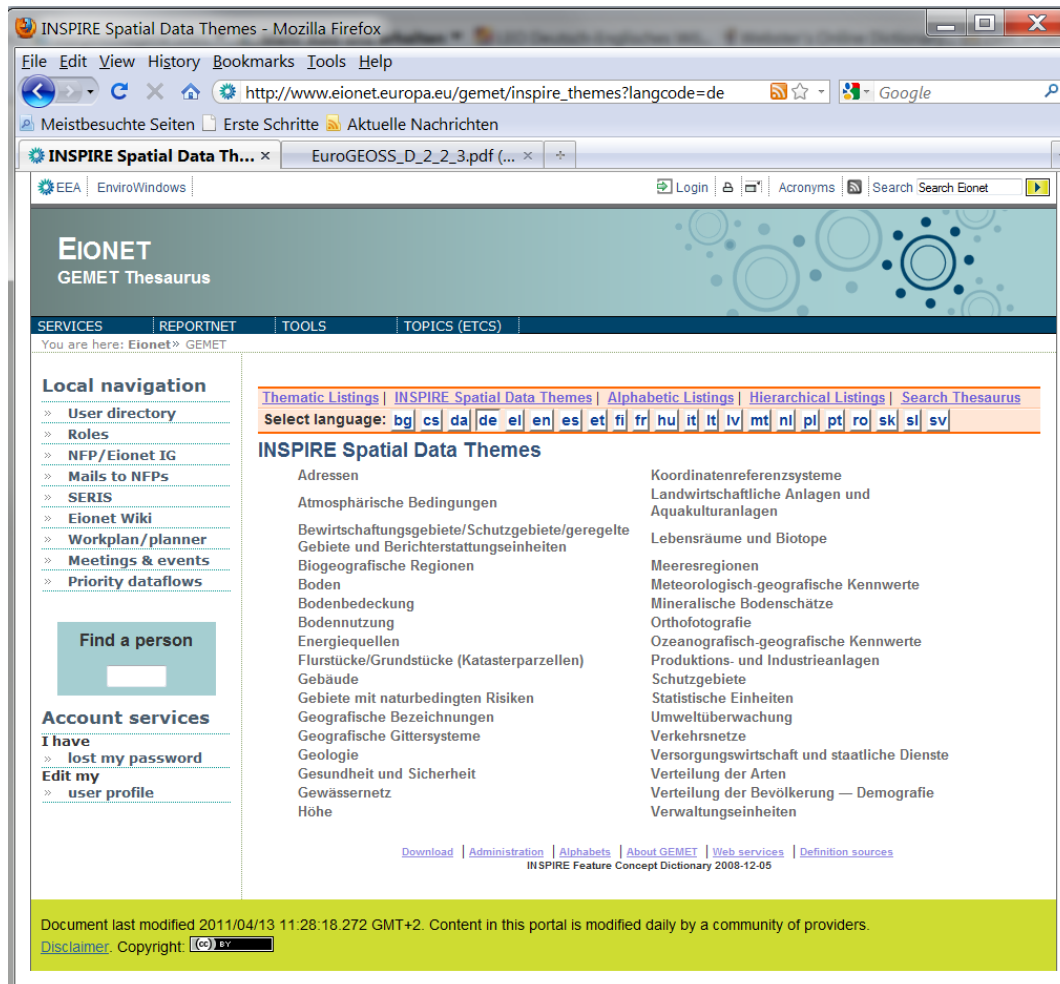 INSPIRE Spatial Data Themes - Mozilla Firefox
File Edit View History Bookmarks Tools Help
http://www.eionet.europa.eu/gemet/inspire_themes?langcode=de
Google
Meistbesuchte Seiten Erste Schritte Aktuelle Nachrichten
INSPIRE Spatial Data Th... × EuroGEOSS_D_2_2_3.pdf (... ×
EEA EnviroWindows Login Acronyms Search Search Eionet
EIONET
GEMET Thesaurus
SERVICES REPORTNET TOOLS TOPICS (ETCS)
You are here: Eionet» GEMET
Local navigation
» User directory
» Roles
» NFP/Eionet IG
» Mails to NFPs
» SERIS
» Eionet Wiki
» Workplan/planner
» Meetings & events
» Priority dataflows
Find a person
Account services
I have
» lost my password
Edit my
» user profile
Thematic Listings | INSPIRE Spatial Data Themes | Alphabetic Listings | Hierarchical Listings | Search Thesaurus
Select language: bg cs da de el en es et fi fr hu it lt lv mt nl pl pt ro sk sl sv
INSPIRE Spatial Data Themes
Adressen
Atmosphärische Bedingungen
Bewirtschaftungsgebiete/Schutzgebiete/geregelte
Gebiete und Berichterstattungseinheiten
Biogeografische Regionen
Boden
Bodenbedeckung
Bodennutzung
Energiequellen
Flurstücke/Grundstücke (Katasterparzellen)
Gebäude
Gebiete mit naturbedingten Risiken
Geografische Bezeichnungen
Geografische Gittersysteme
Geologie
Gesundheit und Sicherheit
Gewässernetz
Höhe
Koordinatenreferenzsysteme
Landwirtschaftliche Anlagen und
Aquakulturanlagen
Lebensräume und Biotope
Meeresregionen
Meteorologisch-geografische Kennwerte
Mineralische Bodenschätze
Orthofotografie
Ozeanografisch-geografische Kennwerte
Produktions- und Industrieanlagen
Schutzgebiete
Statistische Einheiten
Umweltüberwachung
Verkehrsnetze
Versorgungswirtschaft und staatliche Dienste
Verteilung der Arten
Verteilung der Bevölkerung — Demografie
Verwaltungseinheiten
Download | Administration | Alphabets | About GEMET | Web services | Definition sources
INSPIRE Feature Concept Dictionary 2008-12-05
Document last modified 2011/04/13 11:28:18.272 GMT+2. Content in this portal is modified daily by a community of providers.
Disclaimer. Copyright: (cc) BY